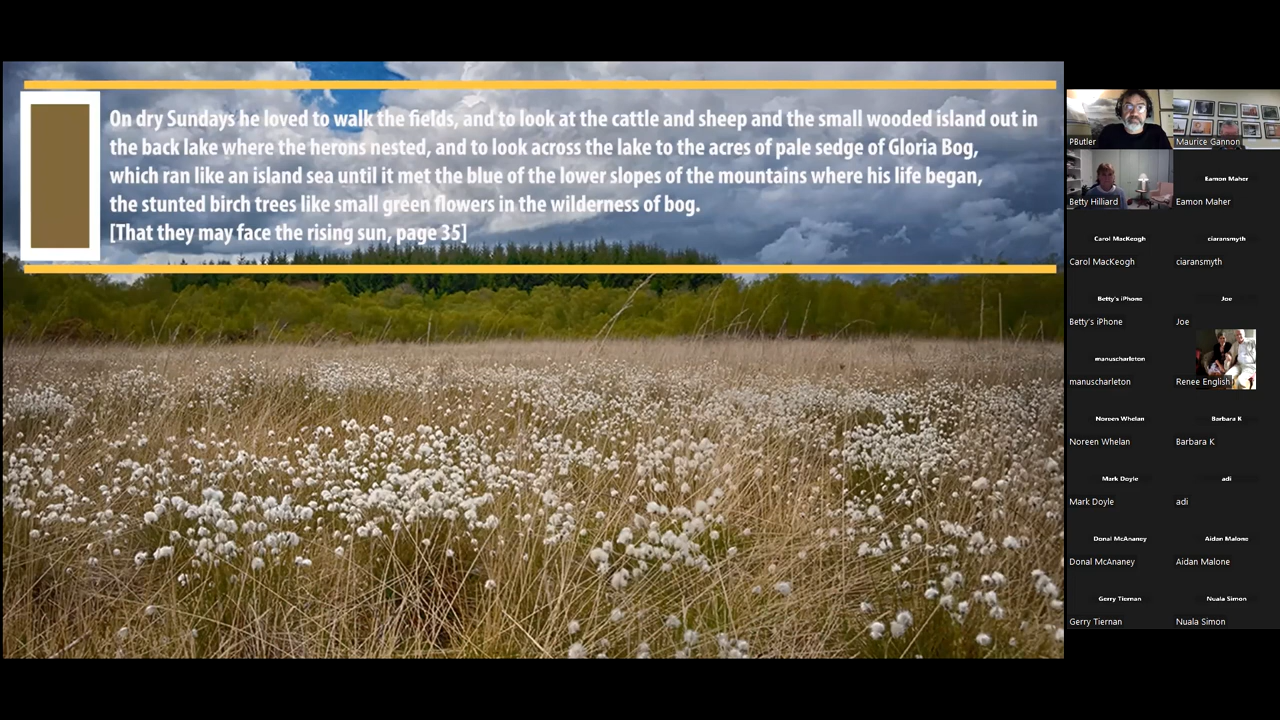 On dry Sundays he loved to walk the fields, and to look at the cattle and sheep and the small wooded island out in
the back lake where the herons nested, and to look across the lake to the acres of pale sedge of Gloria Bog,
which ran like an island sea until it met the blue of the lower slopes of the mountains where his life began,
the stunted birch trees like small green flowers in the wilderness of bog.
[That they may face the rising sun, page 35]
PButler
Maurice Gannon
Betty Hilliard
Eamon Maher
Eamon Maher
Carol MacKeogh
ciaransmyth
Carol MacKeogh
ciaransmyth
Betty's iPhone
Joe
Betty's iPhone
Joe
manuscharleton
manuscharleton
Renee English
Noreen Whelan
Barbara K
Noreen Whelan
Barbara K
Mark Doyle
adi
Mark Doyle
adi
Donal McAnaney
Aidan Malone
Donal McAnaney
Aidan Malone
Gerry Tiernan
Nuala Simon
Gerry Tiernan
Nuala Simon